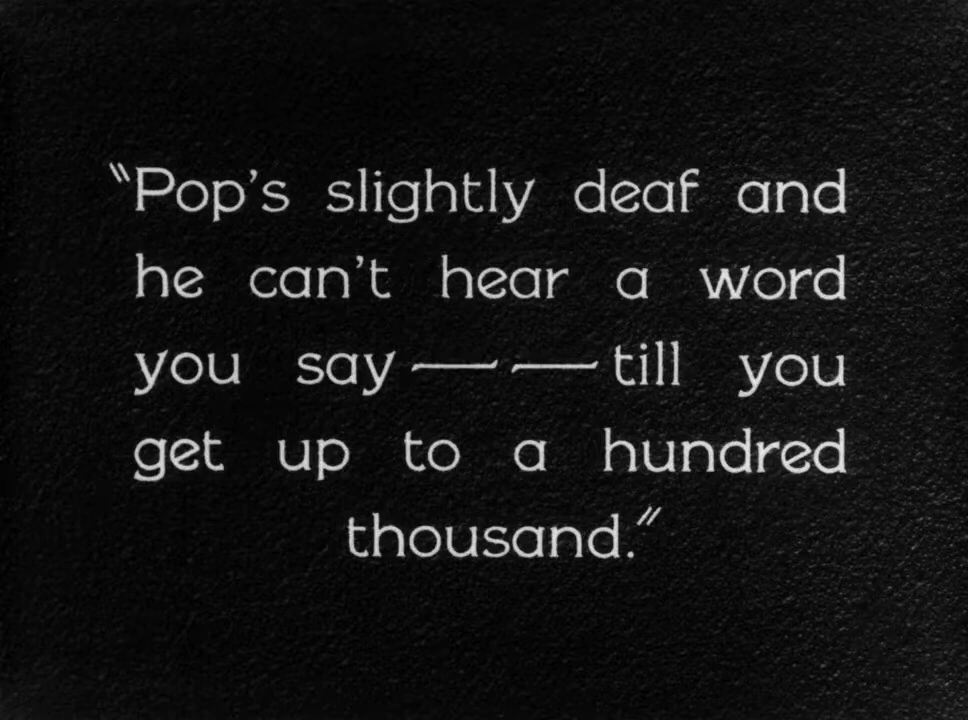 "Pop's slightly deaf and
he can't hear a word
you say — — till you
get up to a hundred
thousand."